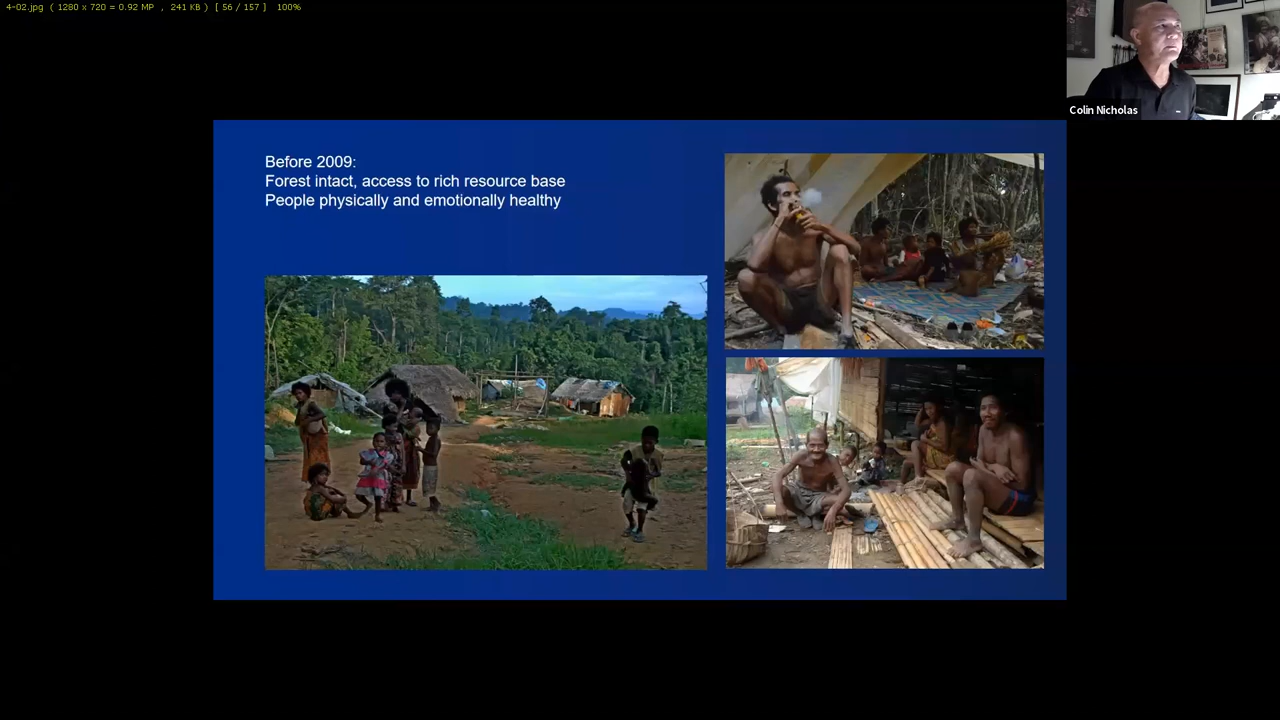 4-02.jpg ( 1280 x 720 = 0.92 MP , 241 KB ) [ 56 / 157 ] 100%
Colin Nicholas
Before 2009:
Forest intact, access to rich resource base
People physically and emotionally healthy